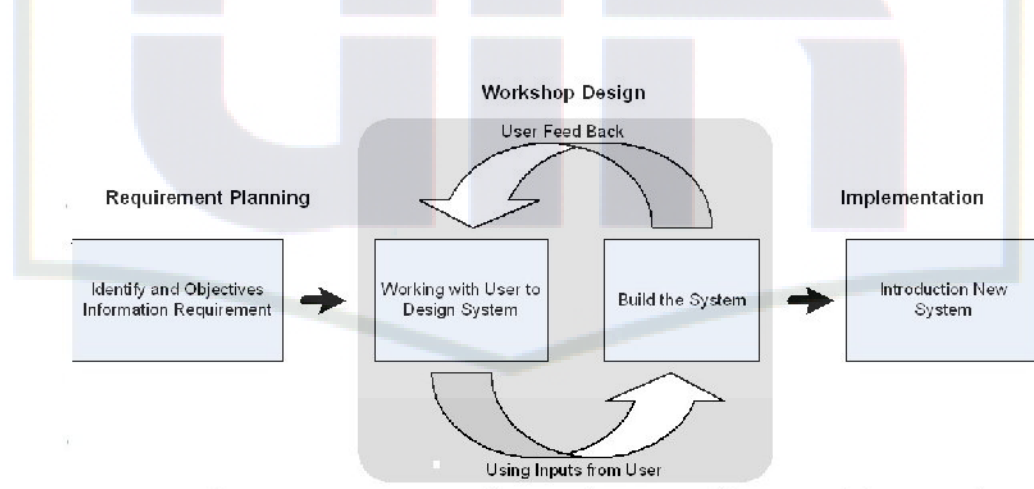 Workshop Design
User Feed Back
Requirement Planning
Implementation
Identify and Objectives
Information Requirement
Working with User to
Design System
Build the System
Introduction New
System
Using Inputs from User